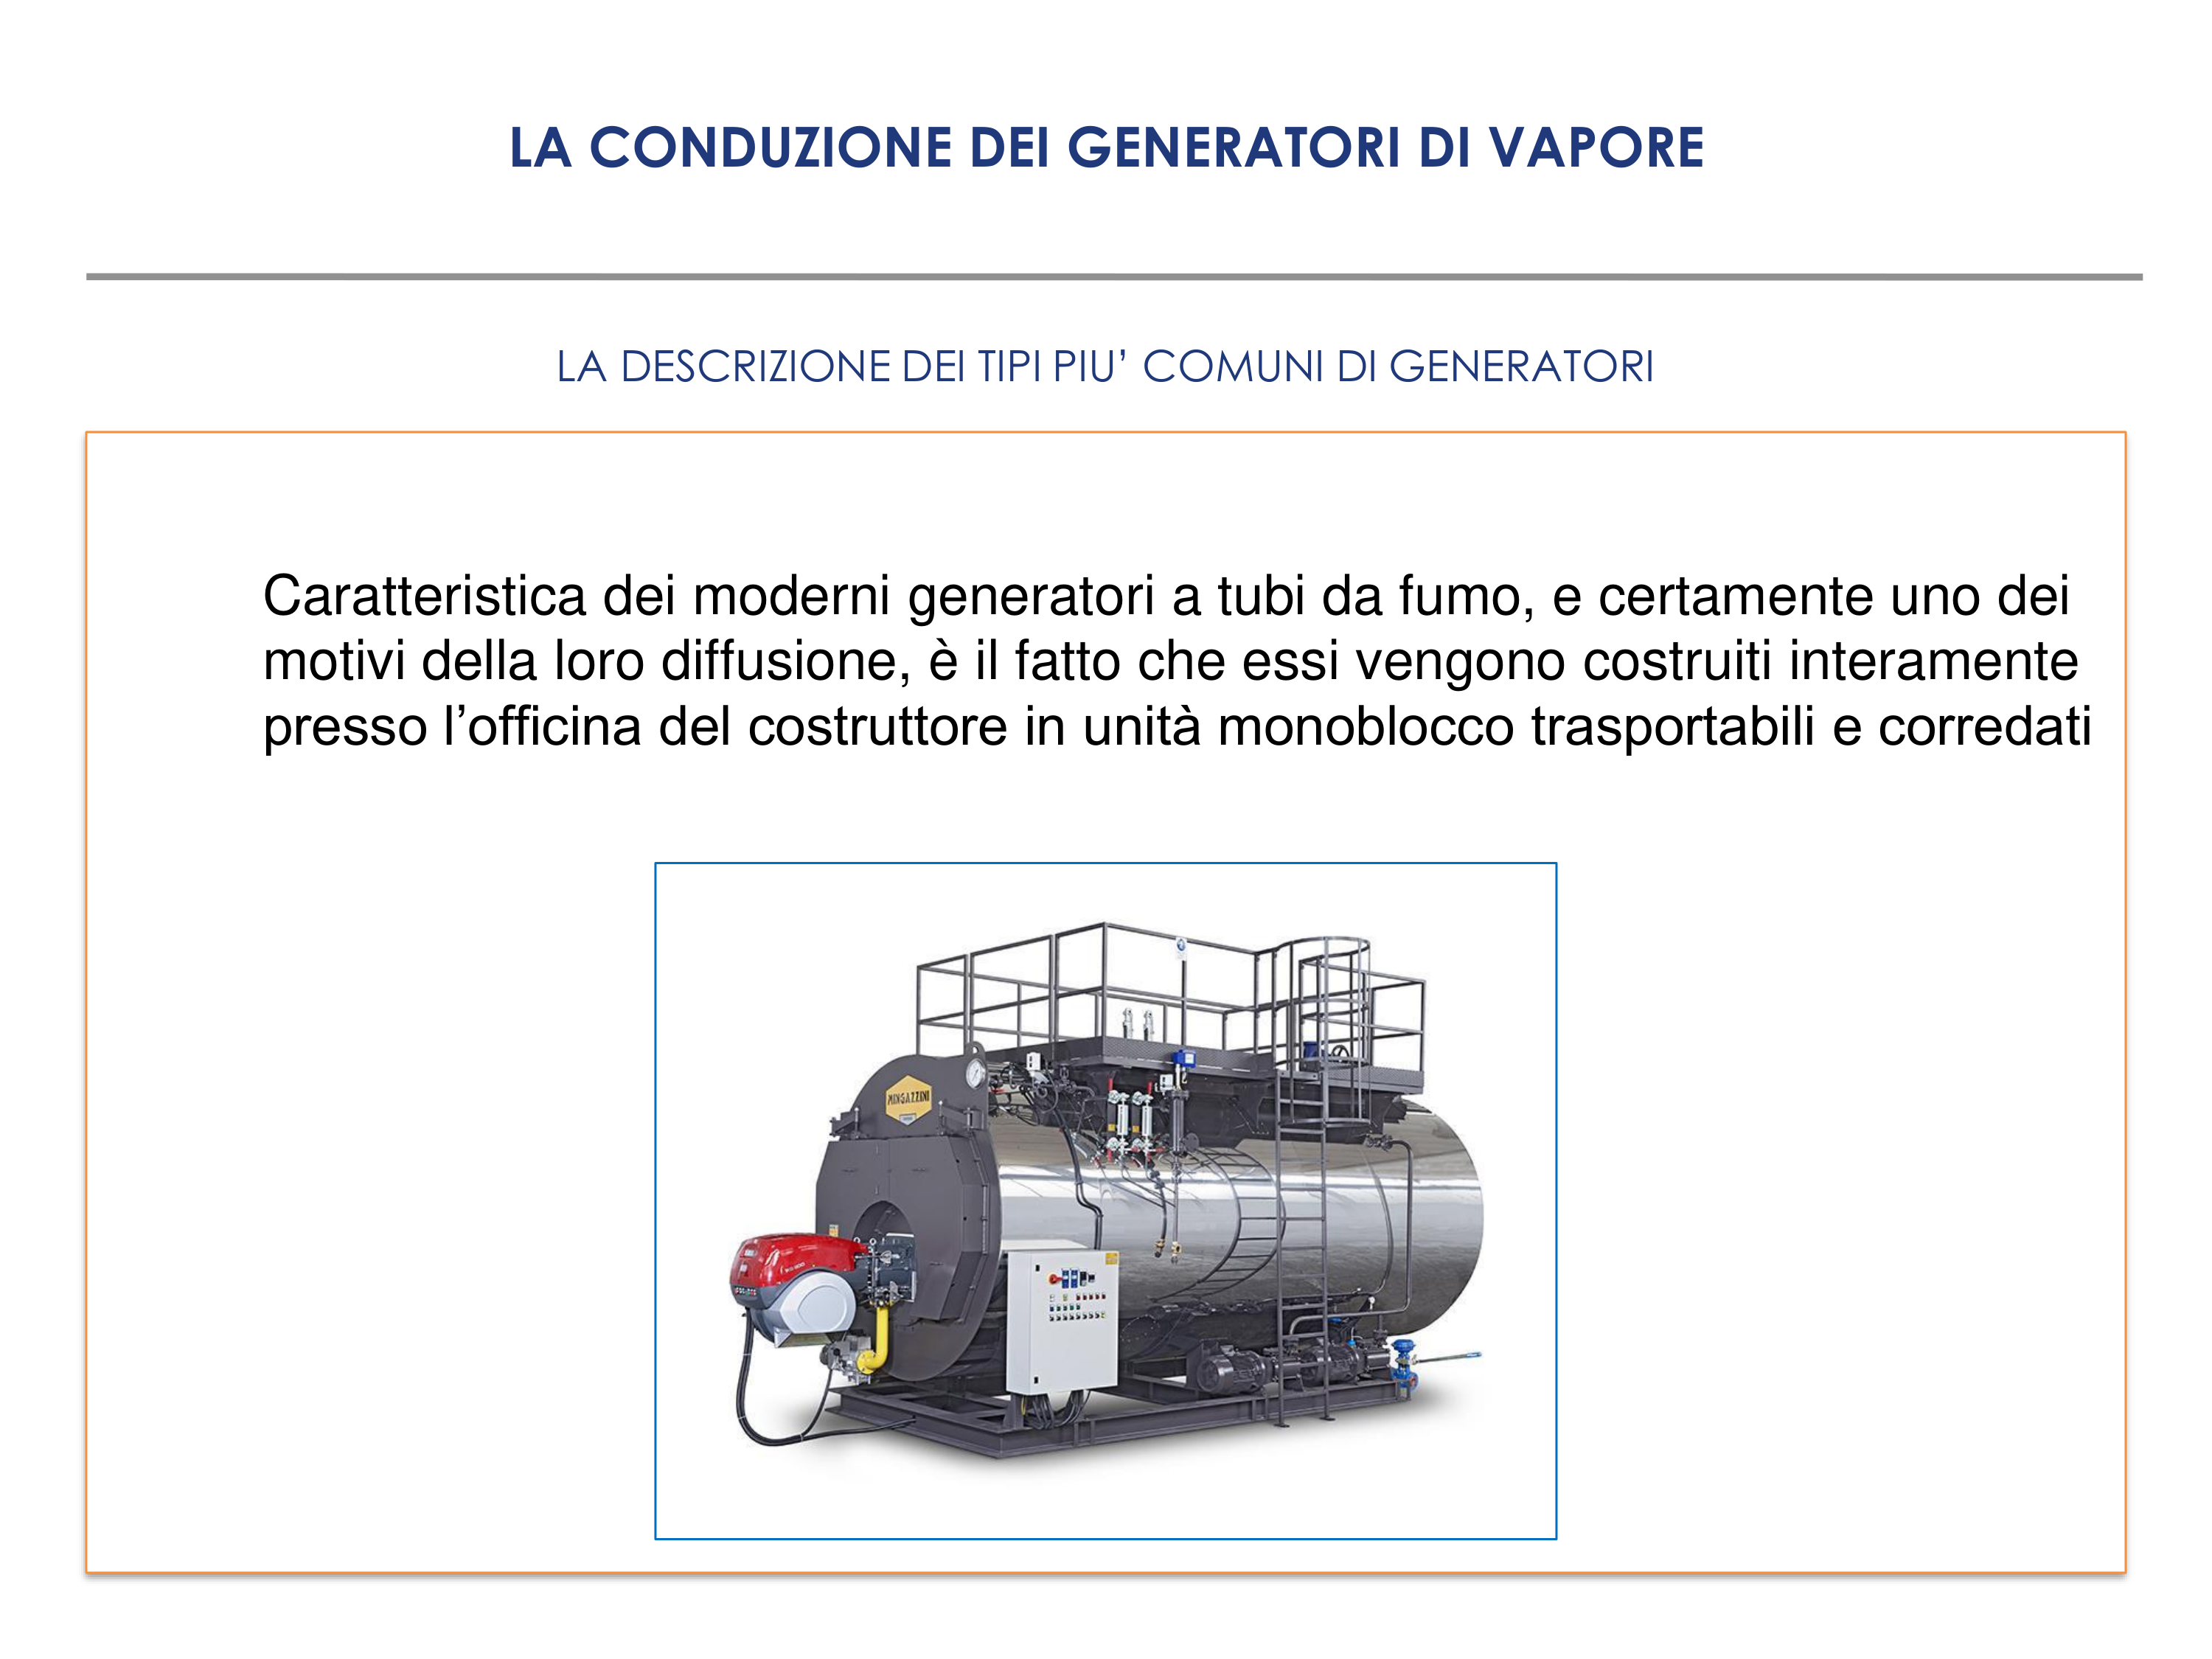 LA CONDUZIONE DEI GENERATORI DI VAPORE
LA DESCRIZIONE DEI TIPI PIU’ COMUNI DI GENERATORI
Caratteristica dei moderni generatori a tubi da fumo, e certamente uno dei
motivi della loro diffusione, è il fatto che essi vengono costruiti interamente
presso l’officina del costruttore in unità monoblocco trasportabili e corredati
MINGAZZINI